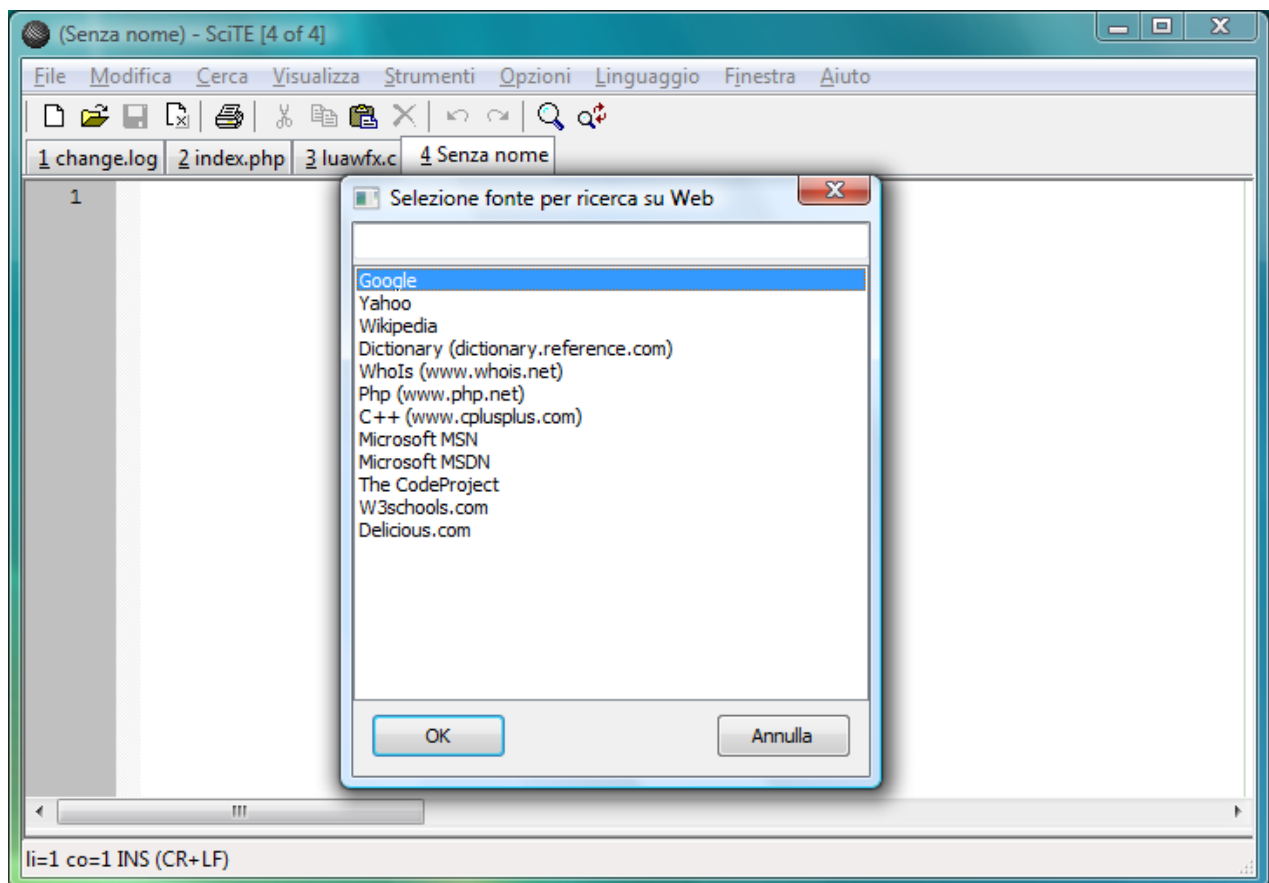 (Senza nome) - SciTE [4 of 4]
File Modifica Cerca Visualizza Strumenti Opzioni Linguaggio Finestra Aiuto
1 change.log 2 index.php 3 luawfx.c 4 Senza nome
1
Selezione fonte per ricerca su Web
Google
Yahoo
Wikipedia
Dictionary (dictionary.reference.com)
WhoIs (www.whois.net)
Php (www.php.net)
C++ (www.cplusplus.com)
Microsoft MSN
Microsoft MSDN
The CodeProject
W3schools.com
Delicious.com
OK Annulla
li=1 co=1 INS (CR+LF)